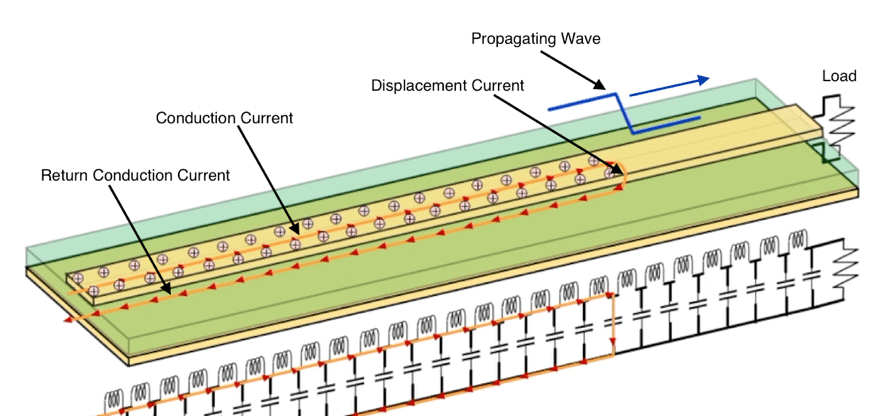 Propagating Wave
Load
Displacement Current
Conduction Current
Return Conduction Current